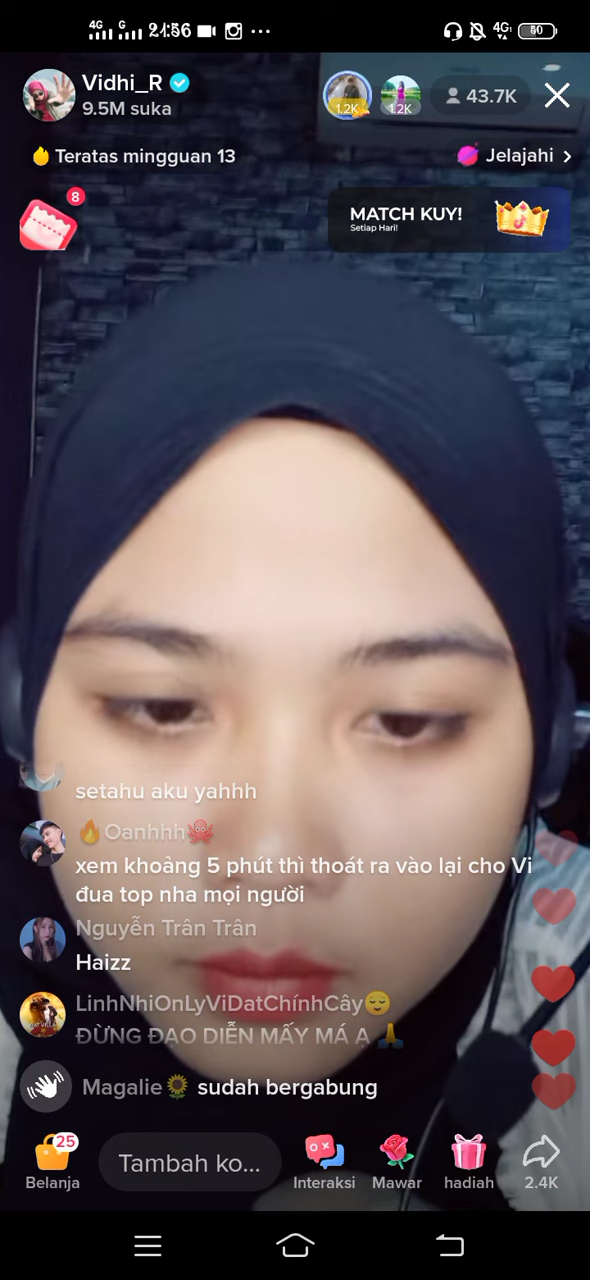 4G G 21:56 4G 50
Vidhi_R
9.5M suka
1.2K 1.2K 43.7K
Teratas mingguan 13
Jelajahi
8
MATCH KUY!
Setiap Hari!
setahu aku yahhh
Oanhhh
xem khoảng 5 phút thì thoát ra vào lại cho Vi
đua top nha mọi người
Nguyễn Trân Trân
Haizz
LinhNhiOnLyViDatChínhCây
ĐỪNG ĐẠO DIỄN MẤY MÁ Ạ
Magalie sudah bergabung
25
Belanja
Tambah ko...
Interaksi
Mawar
hadiah
2.4K